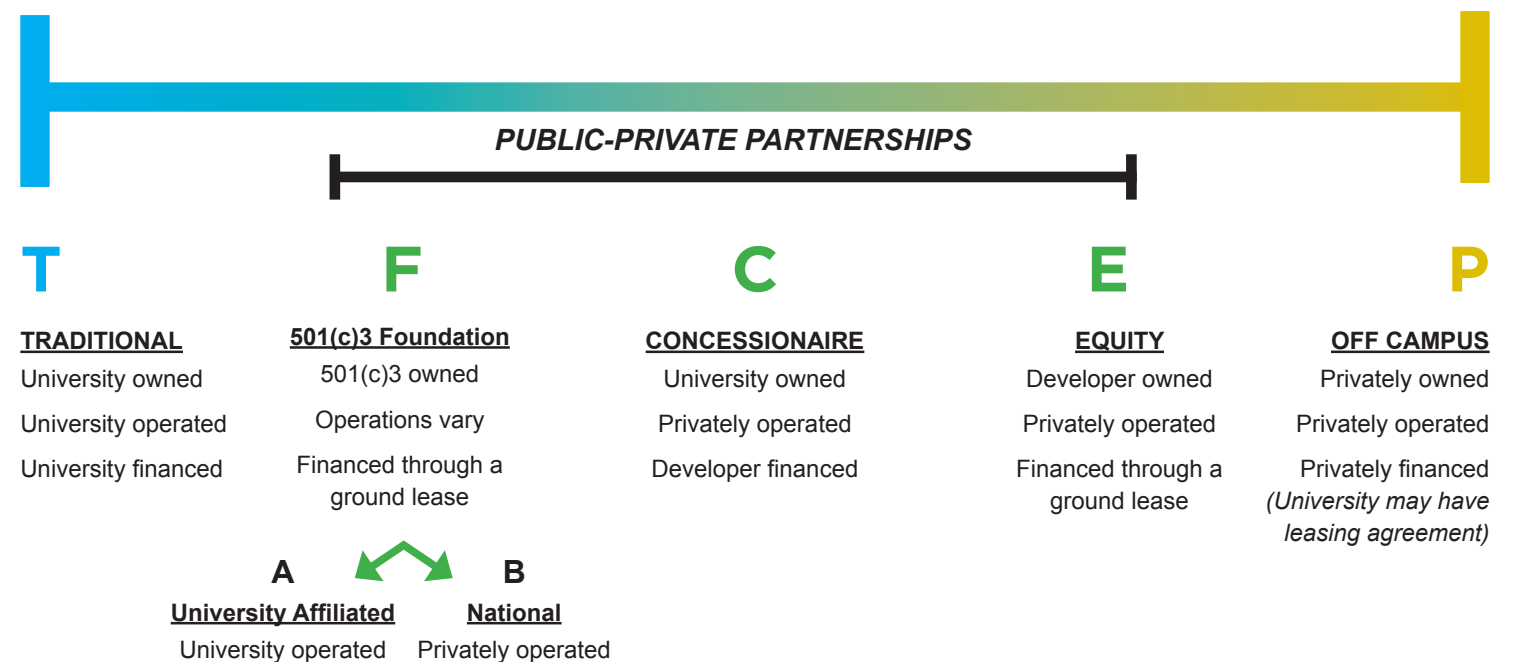 PUBLIC-PRIVATE PARTNERSHIPS
T
TRADITIONAL
University owned
University operated
University financed
F
501(c)3 Foundation
501(c)3 owned
Operations vary
Financed through a
ground lease
A
University Affiliated
University operated
B
National
Privately operated
C
CONCESSIONAIRE
University owned
Privately operated
Developer financed
E
EQUITY
Developer owned
Privately operated
Financed through a
ground lease
P
OFF CAMPUS
Privately owned
Privately operated
Privately financed
(University may have
leasing agreement)